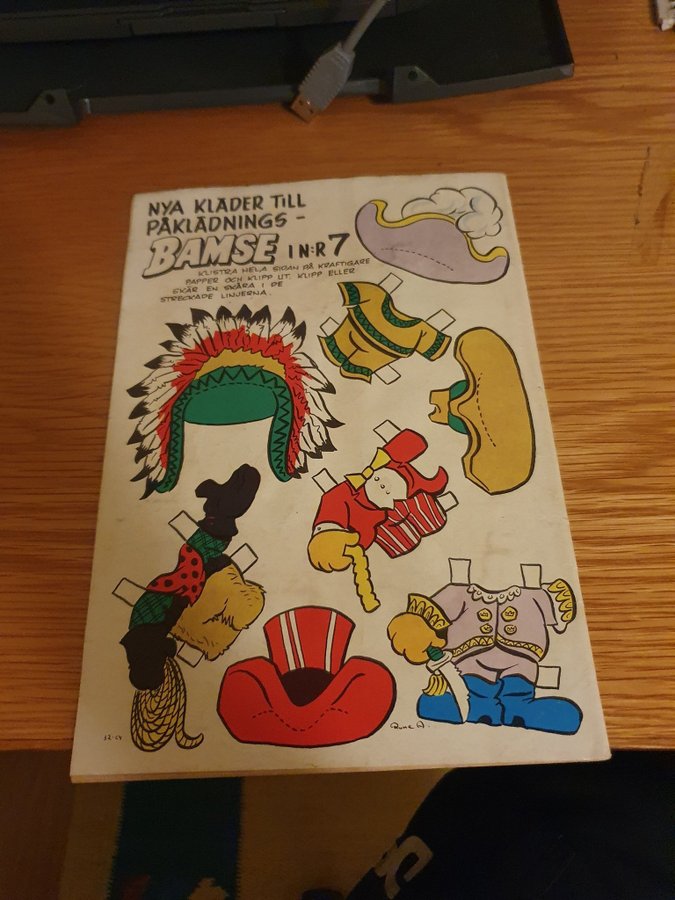 NYA KLÄDER TILL
PÅKLÄDNINGS-
BAMSE I N:R 7
KLISTRA HELA SIDAN PÅ KRAFTIGARE
PAPPER OCH KLIPP UT. KLIPP ELLER
SKÄR EN SKÅRA I DE
STRECKADE LINJERNA.
Rune A.